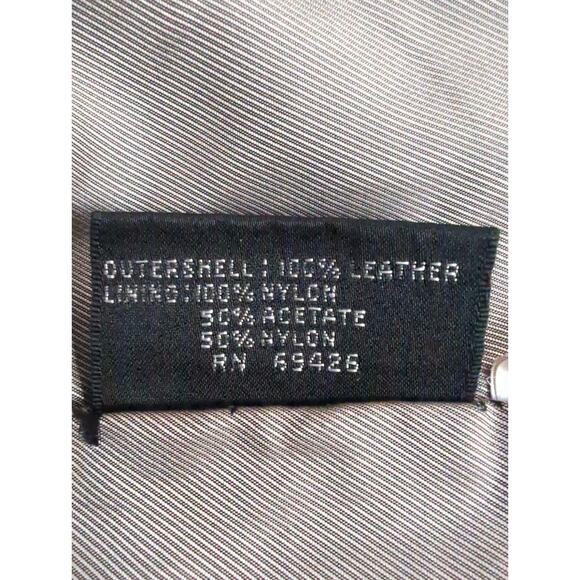 OUTERSHELL: 100% LEATHER
LINING: 100% NYLON
50% ACETATE
50% NYLON
RN 69426